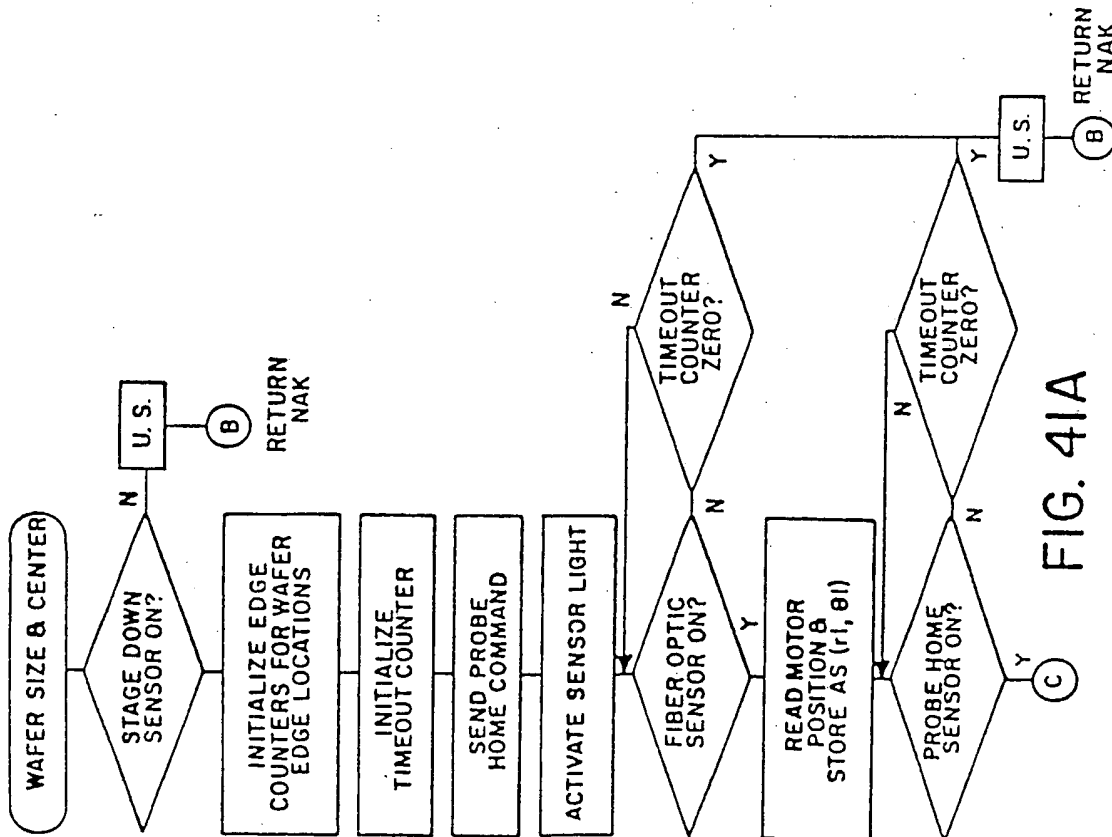 WAFER SIZE & CENTER
STAGE DOWN
SENSOR ON?
N
U. S.
B
RETURN
NAK
INITIALIZE EDGE
COUNTERS FOR WAFER
EDGE LOCATIONS
INITIALIZE
TIMEOUT COUNTER
SEND PROBE
HOME COMMAND
ACTIVATE SENSOR LIGHT
FIBER OPTIC
SENSOR ON?
N
Y
TIMEOUT
COUNTER
ZERO?
N
Y
READ MOTOR
POSITION &
STORE AS (r1, θ1)
PROBE HOME
SENSOR ON?
N
Y
C
TIMEOUT
COUNTER
ZERO?
N
Y
U. S.
B
RETURN
NAK
FIG. 41A